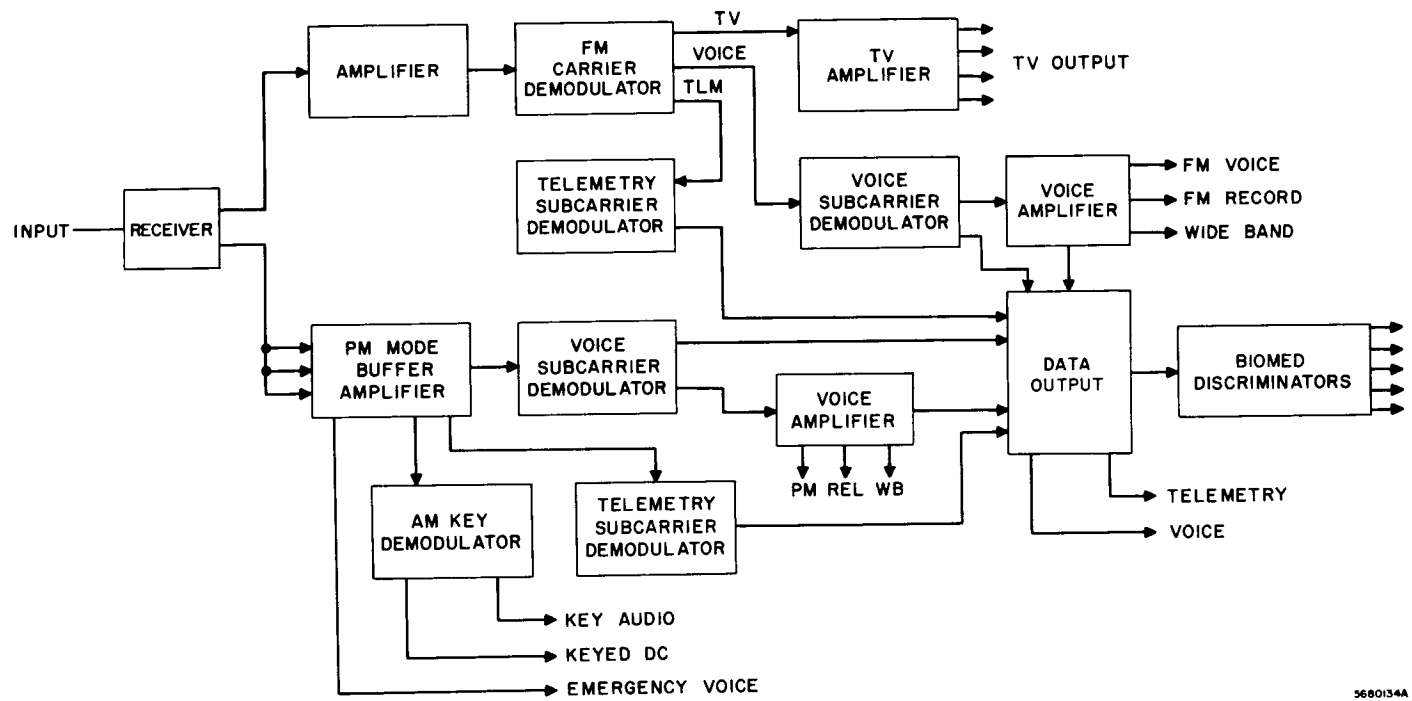 INPUT
RECEIVER
AMPLIFIER
FM
CARRIER
DEMODULATOR
TV
VOICE
TLM
TV
AMPLIFIER
TV OUTPUT
TELEMETRY
SUBCARRIER
DEMODULATOR
VOICE
SUBCARRIER
DEMODULATOR
VOICE
AMPLIFIER
FM VOICE
FM RECORD
WIDE BAND
PM MODE
BUFFER
AMPLIFIER
VOICE
SUBCARRIER
DEMODULATOR
VOICE
AMPLIFIER
PM REL WB
DATA
OUTPUT
BIOMED
DISCRIMINATORS
AM KEY
DEMODULATOR
TELEMETRY
SUBCARRIER
DEMODULATOR
TELEMETRY
VOICE
KEY AUDIO
KEYED DC
EMERGENCY VOICE
5680134A